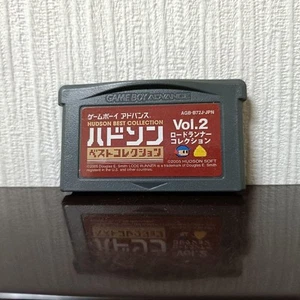 GAME BOY ADVANCE
ゲームボーイ アドバンス
AGB-B72J-JPN
HUDSON BEST COLLECTION
ハドソン
ベストコレクション
Vol.2
ロードランナー
コレクション
©2005 HUDSON SOFT